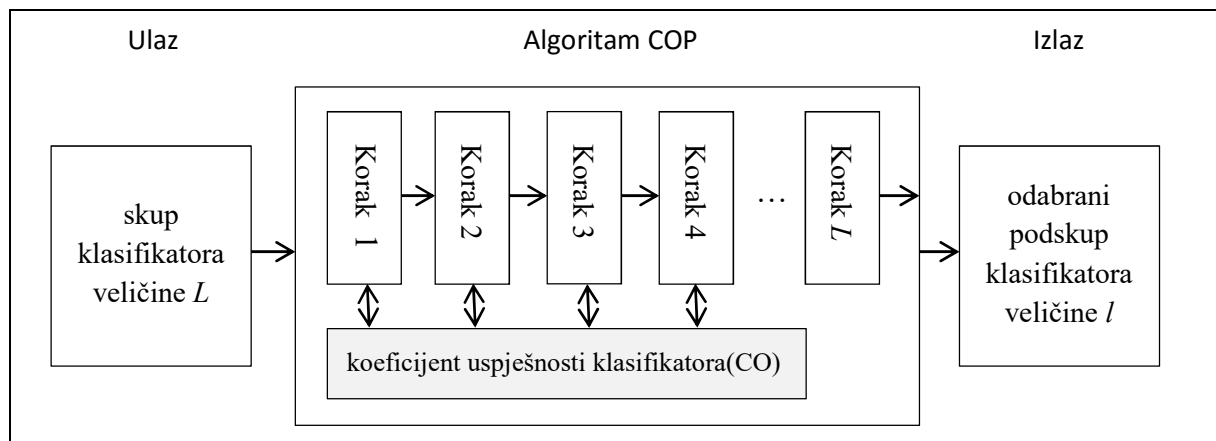 Ulaz
Algoritam COP
Izlaz
skup
klasifikatora
veličine L
Korak 1
Korak 2
Korak 3
Korak 4
…
Korak L
koeficijent uspješnosti klasifikatora(CO)
odabrani
podskup
klasifikatora
veličine l